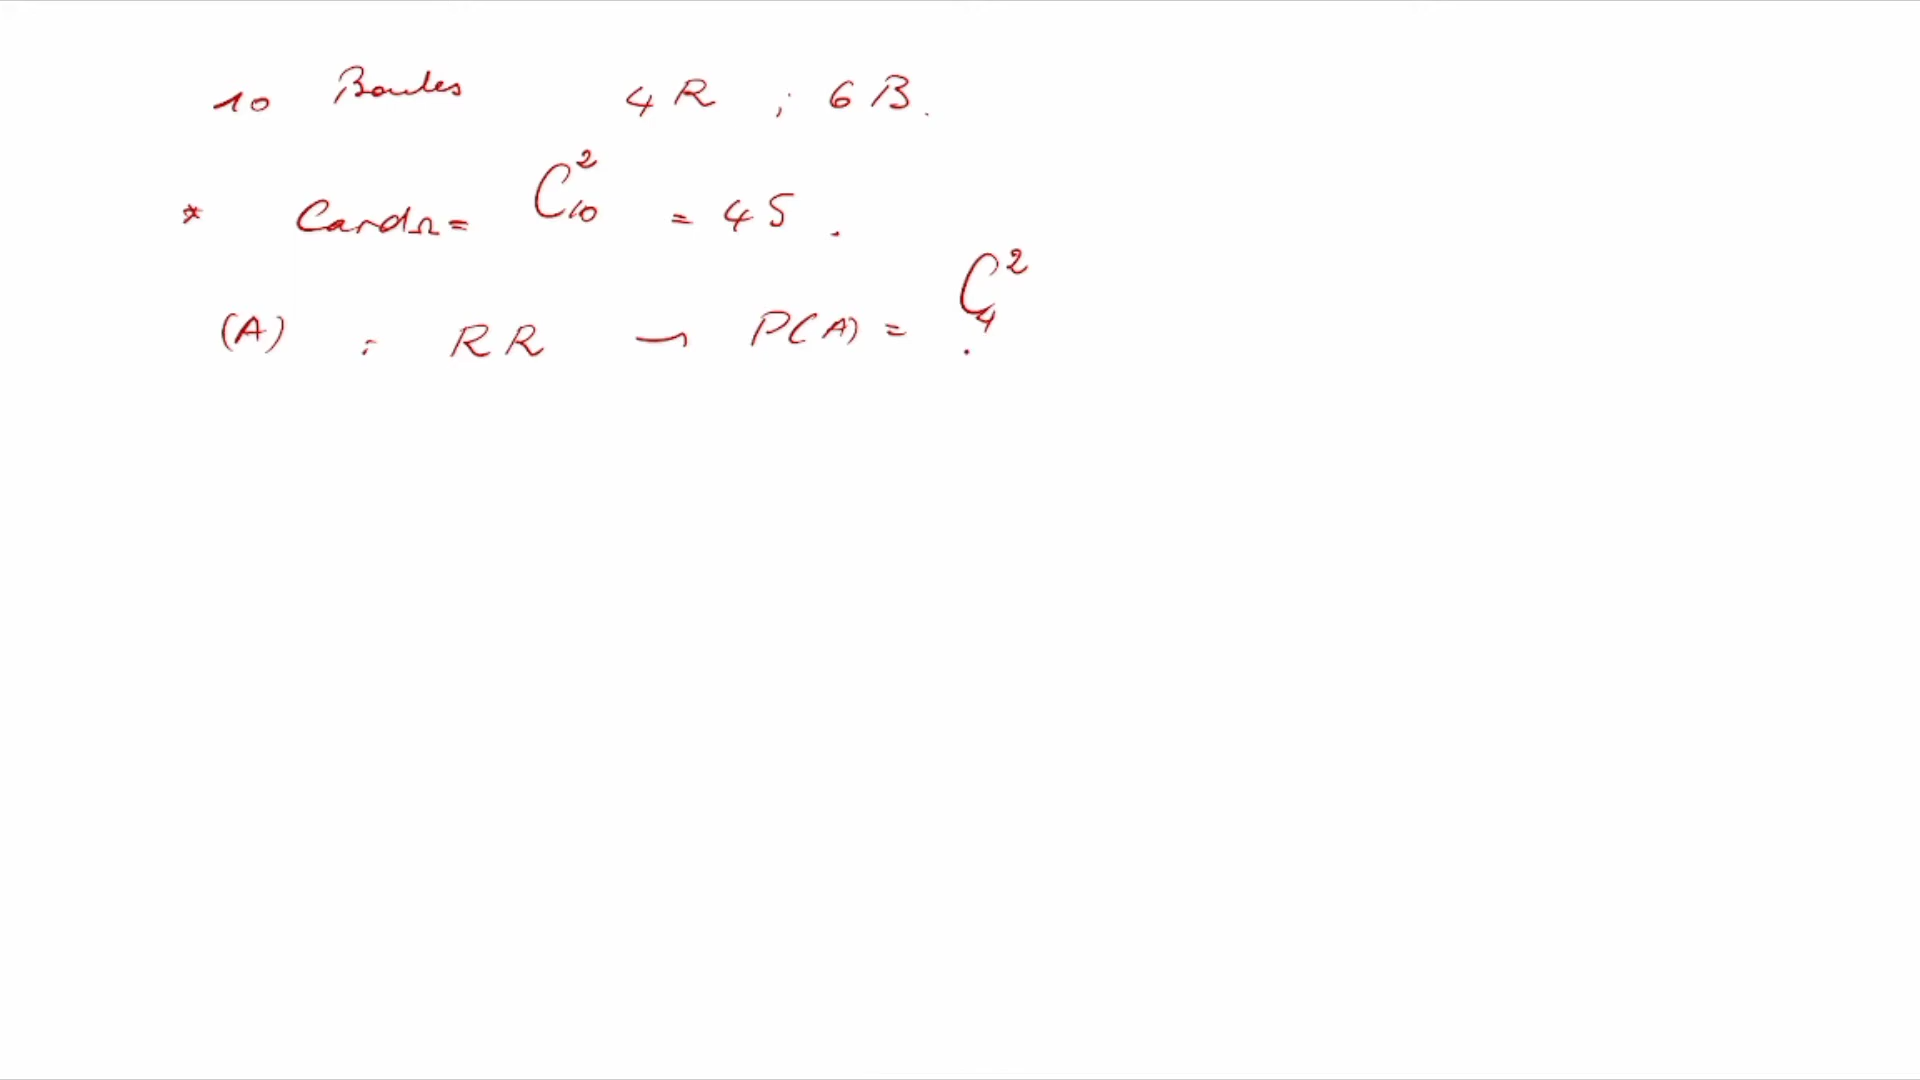 10 Boules 4R ; 6B.
* CardΩ = C²₁₀ = 45 .
(A) : RR → P(A) = C²₄